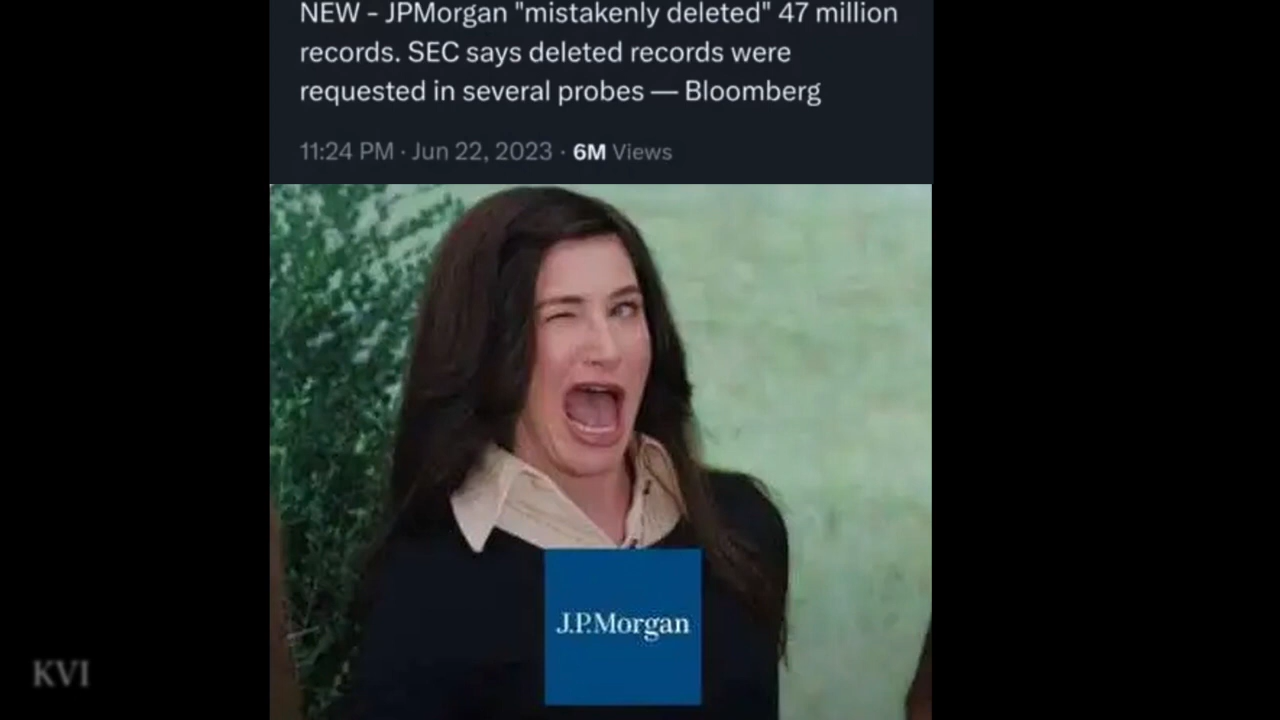 NEW - JPMorgan "mistakenly deleted" 47 million
records. SEC says deleted records were
requested in several probes — Bloomberg
11:24 PM · Jun 22, 2023 · 6M Views
J.P.Morgan
KVI